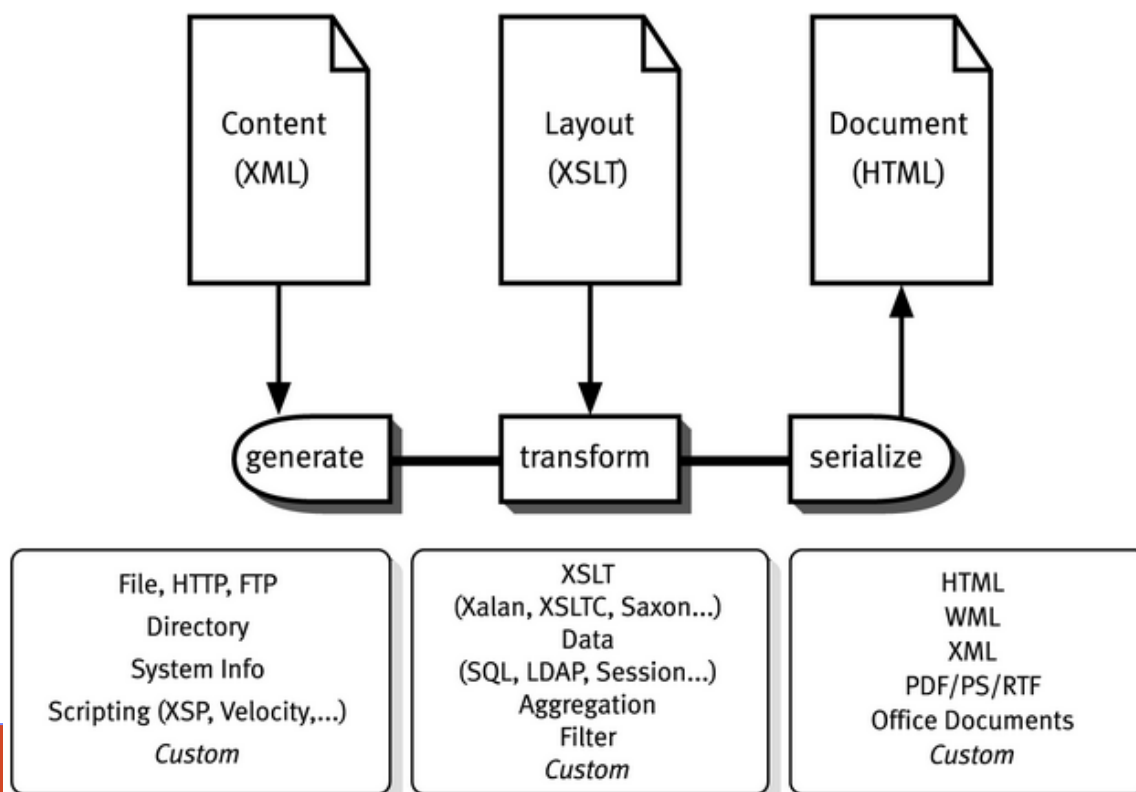 Content
(XML)
Layout
(XSLT)
Document
(HTML)
generate
transform
serialize
File, HTTP, FTP
Directory
System Info
Scripting (XSP, Velocity,...)
Custom
XSLT
(Xalan, XSLTC, Saxon...)
Data
(SQL, LDAP, Session...)
Aggregation
Filter
Custom
HTML
WML
XML
PDF/PS/RTF
Office Documents
Custom